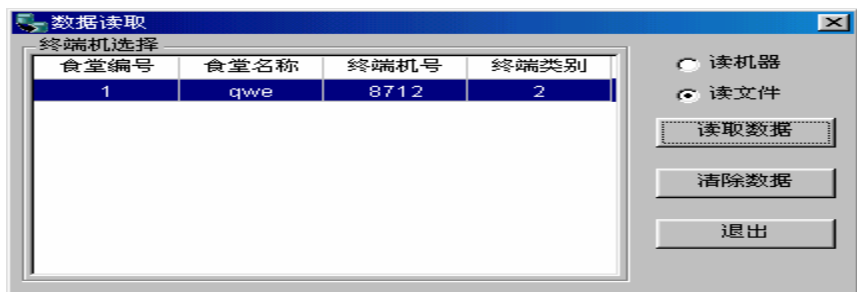 数据读取
终端机选择
食堂编号 食堂名称 终端机号 终端类别
1 qwe 8712 2
读机器
读文件
读取数据
清除数据
退出